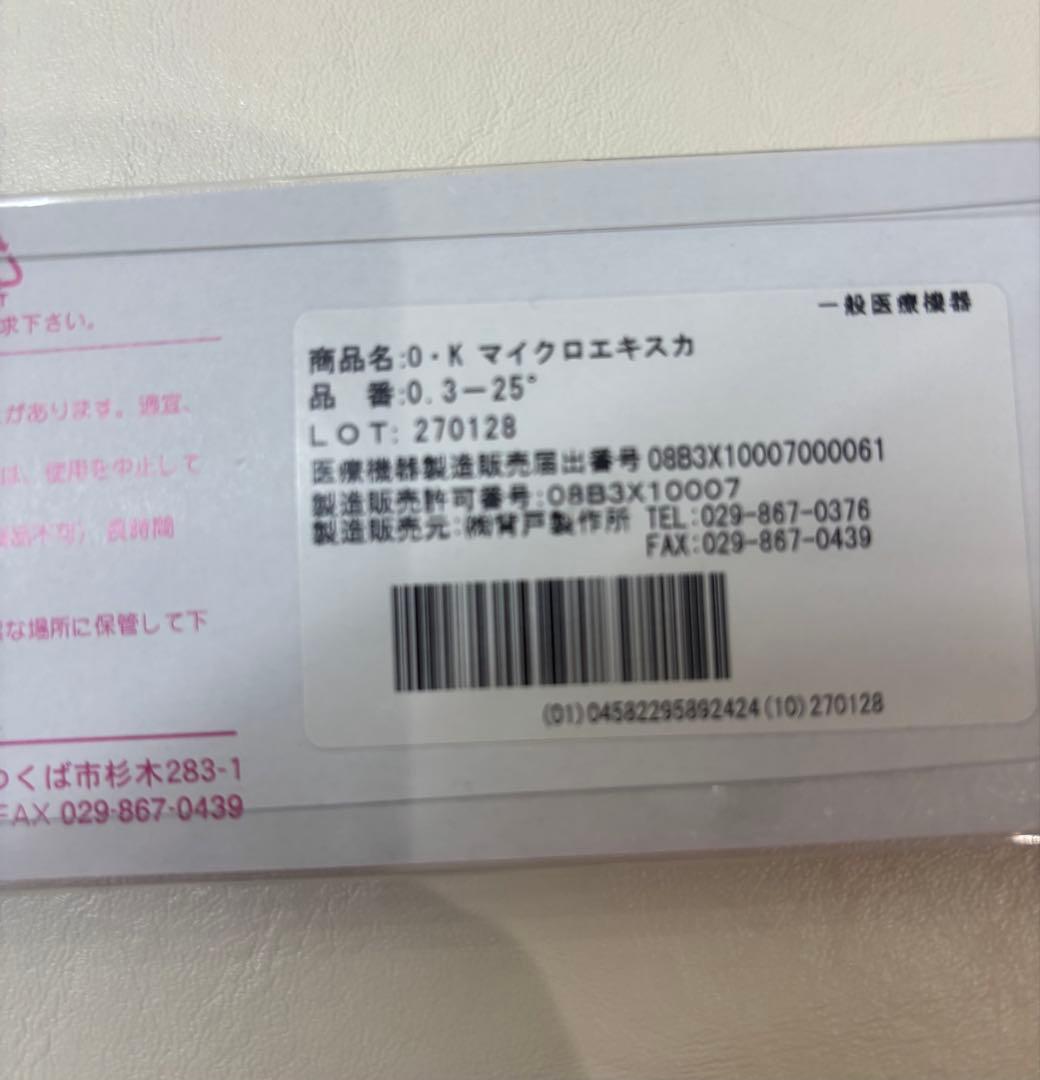 求下さい。
があります。適宜、
は、使用を中止して
長時間
な場所に保管して下
つくば市杉木283-1
FAX 029-867-0439
一般医療機器
商品名:O・K マイクロエキスカ
品 番:0.3-25°
LOT: 270128
医療機器製造販売届出番号 08B3X10007000061
製造販売許可番号:08B3X10007
製造販売元:㈱背戸製作所 TEL:029-867-0376
FAX:029-867-0439
(01)04582295892424(10)270128